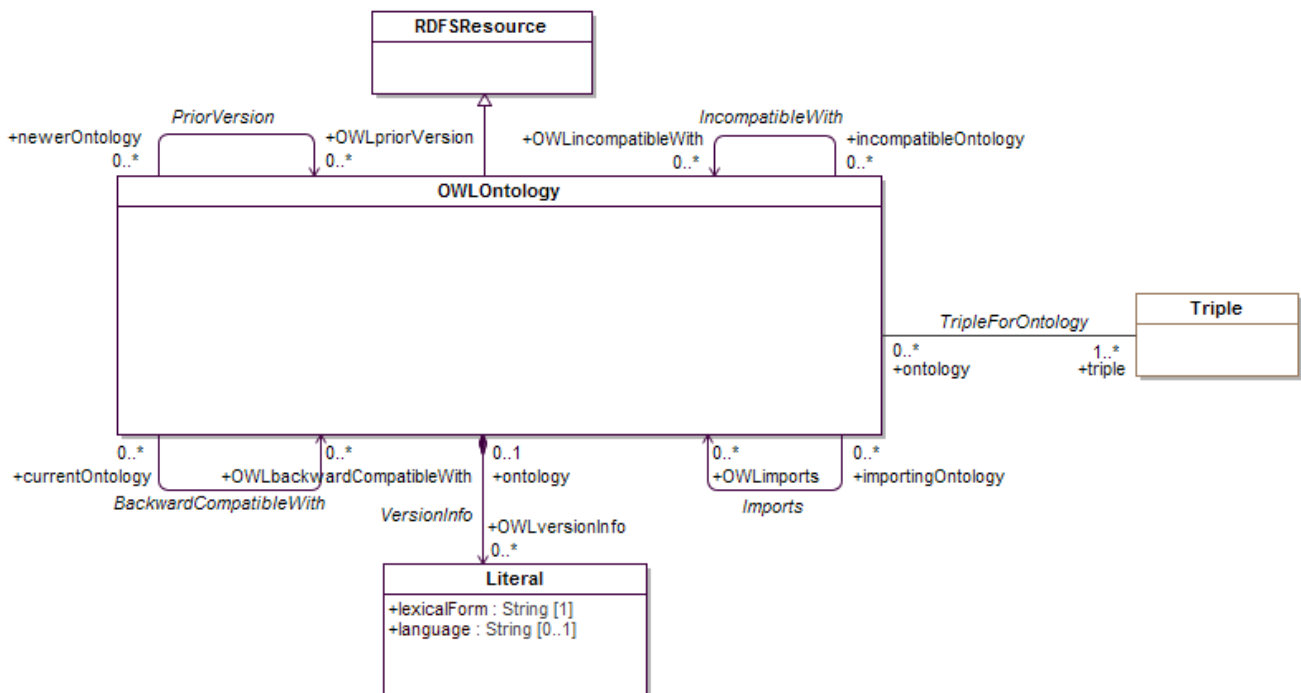 RDFSResource
PriorVersion
IncompatibleWith
+newerOntology
+OWLpriorVersion
+OWLincompatibleWith
+incompatibleOntology
0..*
0..*
0..*
0..*
OWLOntology
Triple
TripleForOntology
0..*
1..*
+ontology
+triple
0..*
0..*
0..1
0..*
0..*
+currentOntology
+OWLbackwardCompatibleWith
+ontology
+OWLimports
+importingOntology
BackwardCompatibleWith
VersionInfo
Imports
+OWLversionInfo
0..*
Literal
+lexicalForm : String [1]
+language : String [0..1]